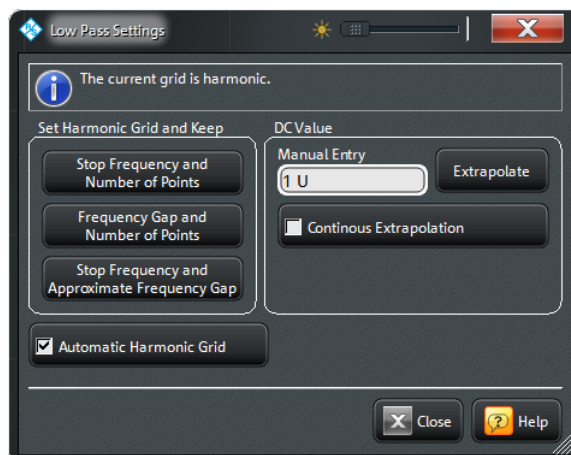 Low Pass Settings
The current grid is harmonic.
Set Harmonic Grid and Keep
Stop Frequency and
Number of Points
Frequency Gap and
Number of Points
Stop Frequency and
Approximate Frequency Gap
DC Value
Manual Entry
1 U
Extrapolate
Continous Extrapolation
Automatic Harmonic Grid
Close
Help